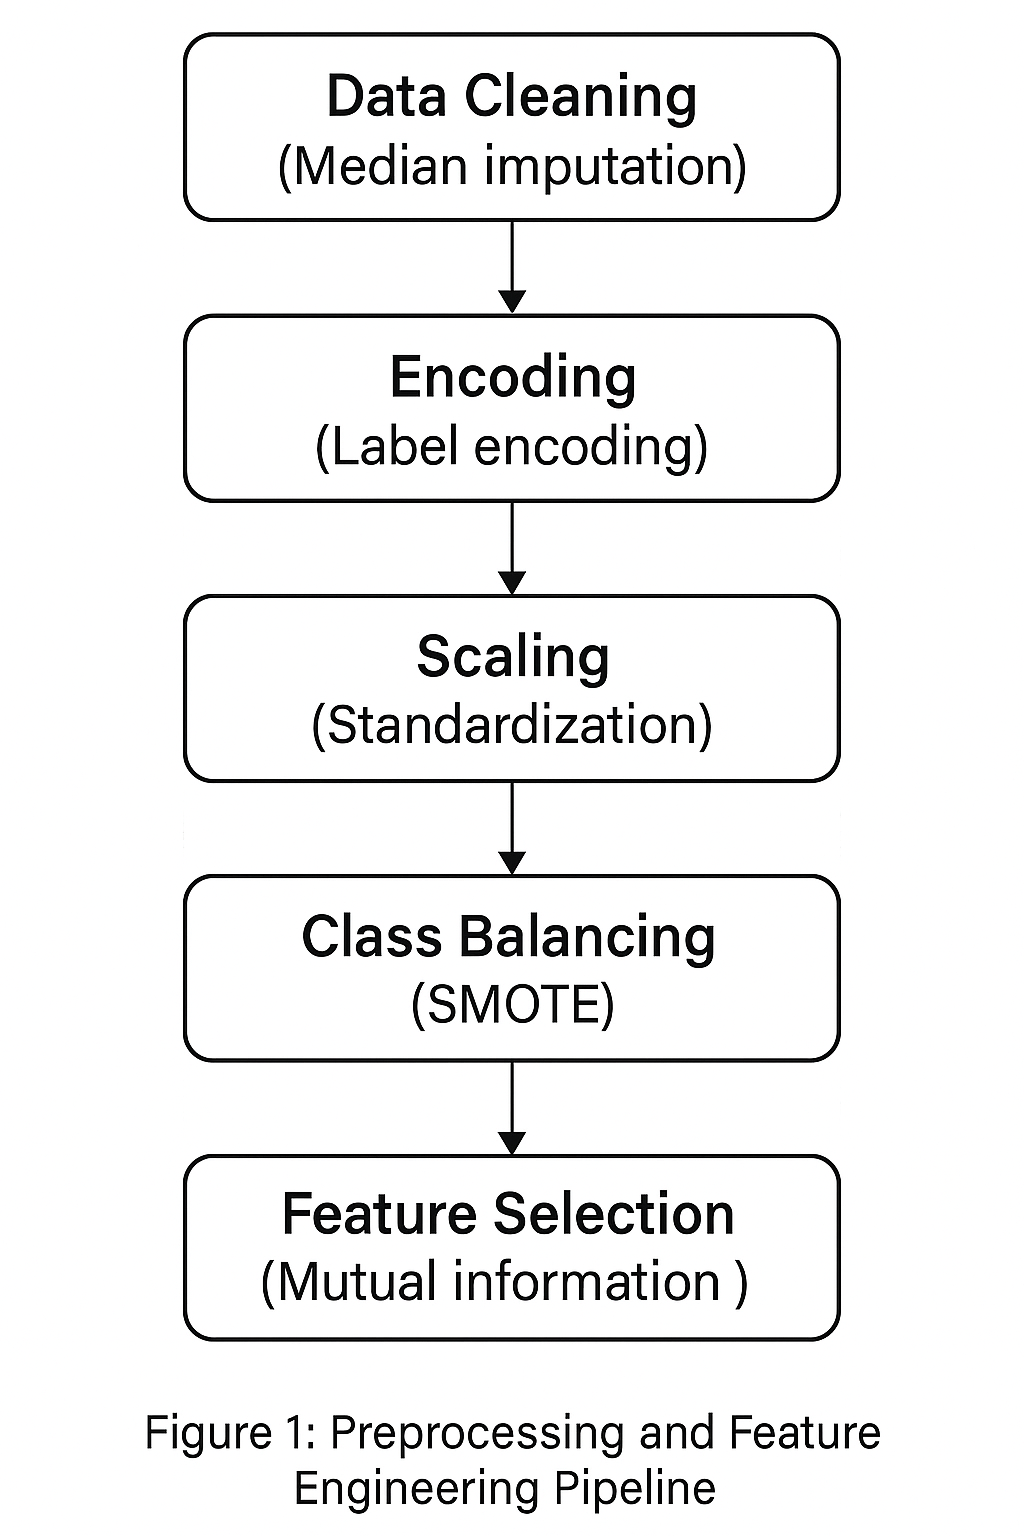 Data Cleaning
(Median imputation)
Encoding
(Label encoding)
Scaling
(Standardization)
Class Balancing
(SMOTE)
Feature Selection
(Mutual information )
Figure 1: Preprocessing and Feature
Engineering Pipeline